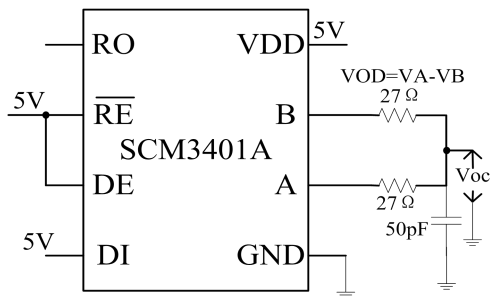 RO
VDD
5V
VOD=VA-VB
5V
RE
B
27 Ω
SCM3401A
Voc
DE
A
27 Ω
50pF
5V
DI
GND